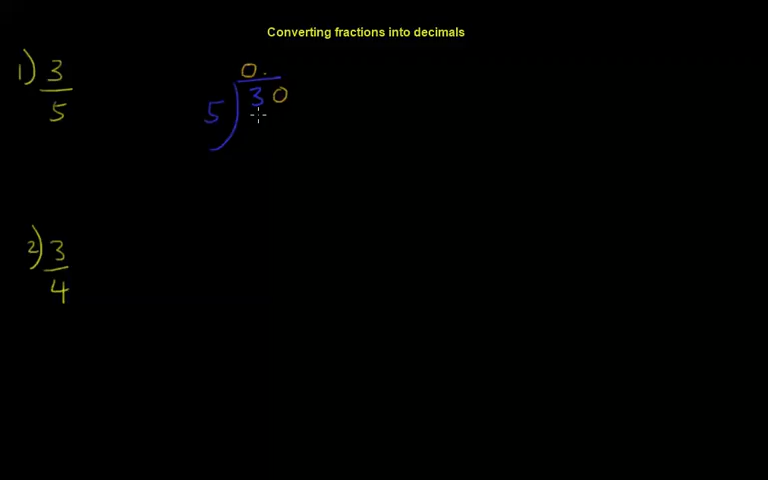 Converting fractions into decimals
1) 3/5
0.
5)30
2) 3/4